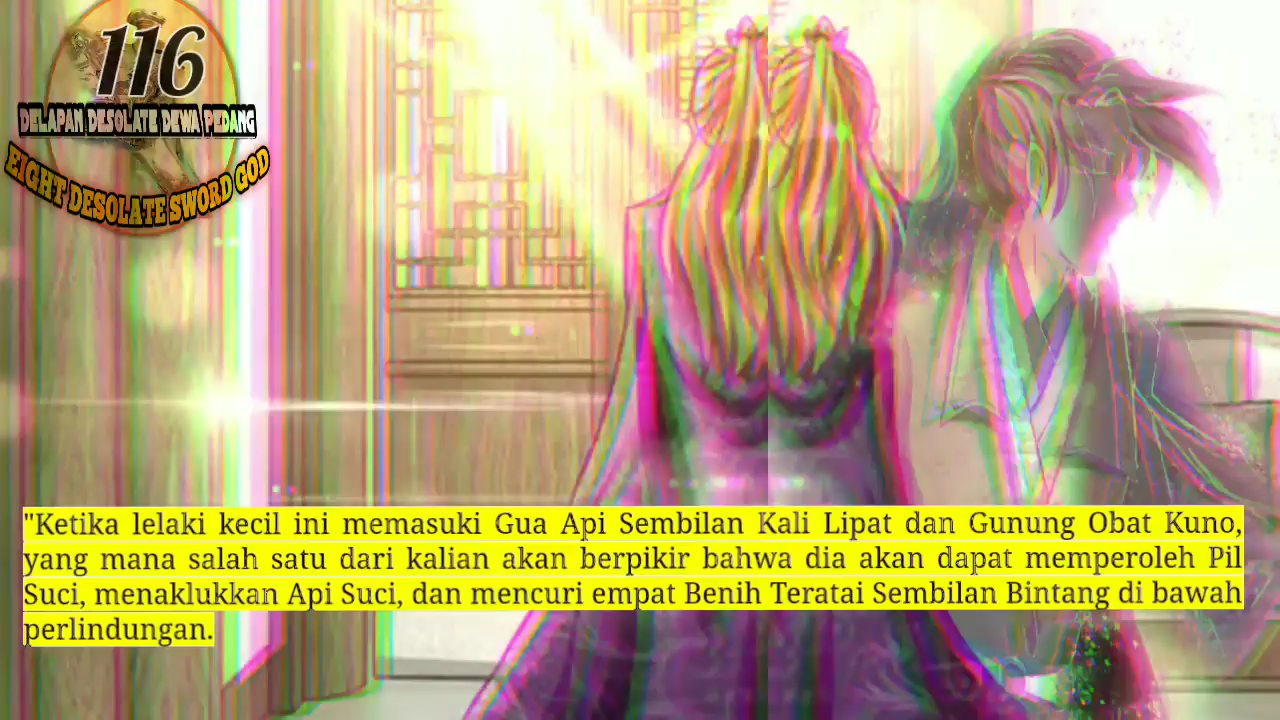 116
DELAPAN DESOLATE DEWA PEDANG
EIGHT DESOLATE SWORD GOD
"Ketika lelaki kecil ini memasuki Gua Api Sembilan Kali Lipat dan Gunung Obat Kuno,
yang mana salah satu dari kalian akan berpikir bahwa dia akan dapat memperoleh Pil
Suci, menaklukkan Api Suci, dan mencuri empat Benih Teratai Sembilan Bintang di bawah
perlindungan.